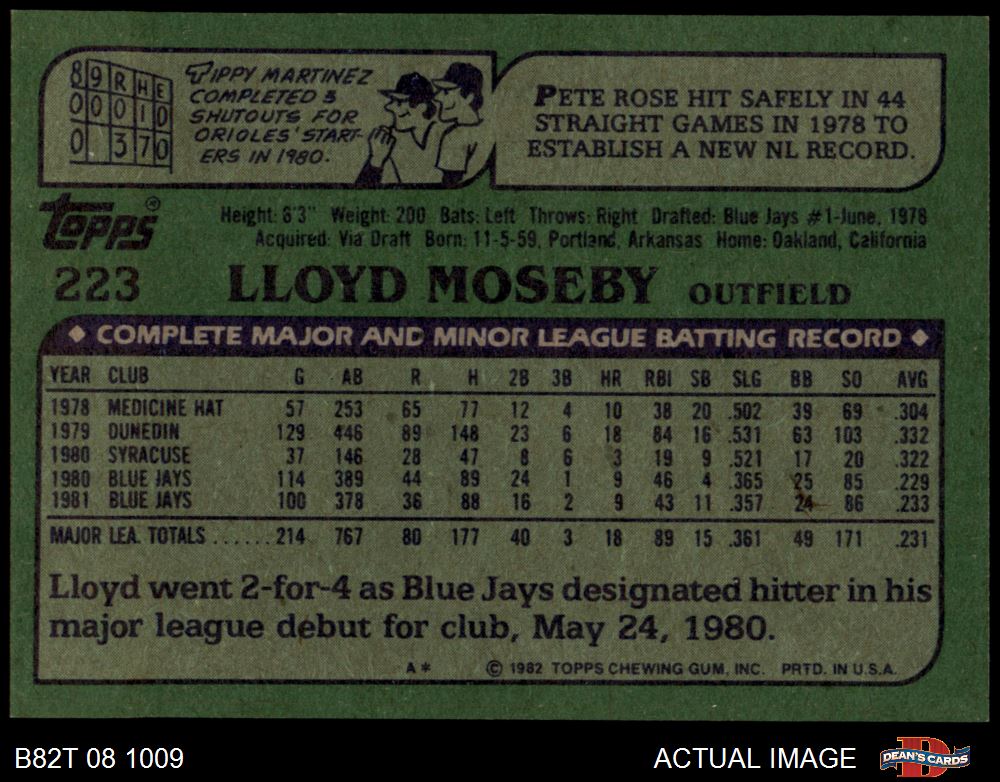 8 9 R H E
0 0 0 1 0
0 3 7 0
TIPPY MARTINEZ
COMPLETED 3
SHUTOUTS FOR
ORIOLES' START-
ERS IN 1980.
PETE ROSE HIT SAFELY IN 44
STRAIGHT GAMES IN 1978 TO
ESTABLISH A NEW NL RECORD.
Topps®
Height: 6'3" Weight: 200 Bats: Left Throws: Right Drafted: Blue Jays #1-June, 1978
Acquired: Via Draft Born: 11-5-59, Portland, Arkansas Home: Oakland, California
223 LLOYD MOSEBY OUTFIELD
◆ COMPLETE MAJOR AND MINOR LEAGUE BATTING RECORD ◆
YEAR CLUB G AB R H 2B 3B HR RBI SB SLG BB SO AVG
1978 MEDICINE HAT 57 253 65 77 12 4 10 38 20 .502 39 69 .304
1979 DUNEDIN 129 446 89 148 23 6 18 84 16 .531 63 103 .332
1980 SYRACUSE 37 146 28 47 8 6 3 19 9 .521 17 20 .322
1980 BLUE JAYS 114 389 44 89 24 1 9 46 4 .365 25 85 .229
1981 BLUE JAYS 100 378 36 88 16 2 9 43 11 .357 24 86 .233
MAJOR LEA. TOTALS ...... 214 767 80 177 40 3 18 89 15 .361 49 171 .231
Lloyd went 2-for-4 as Blue Jays designated hitter in his
major league debut for club, May 24, 1980.
A* © 1982 TOPPS CHEWING GUM, INC. PRTD. IN U.S.A.
B82T 08 1009 ACTUAL IMAGE DEAN'S CARDS